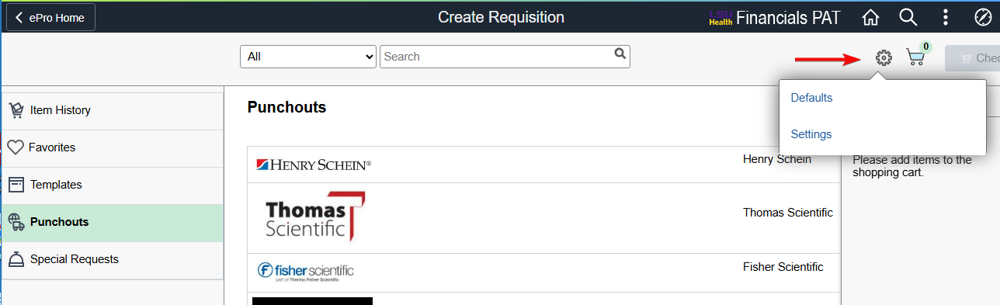 ePro Home
Create Requisition
LSU Health Financials PAT
All
Search
0
Chec
Defaults
Settings
Item History
Favorites
Templates
Punchouts
Special Requests
Punchouts
HENRY SCHEIN®
Henry Schein
Thomas
Scientific
Thomas Scientific
fisher scientific
part of Thermo Fisher Scientific
Fisher Scientific
Please add items to the
shopping cart.